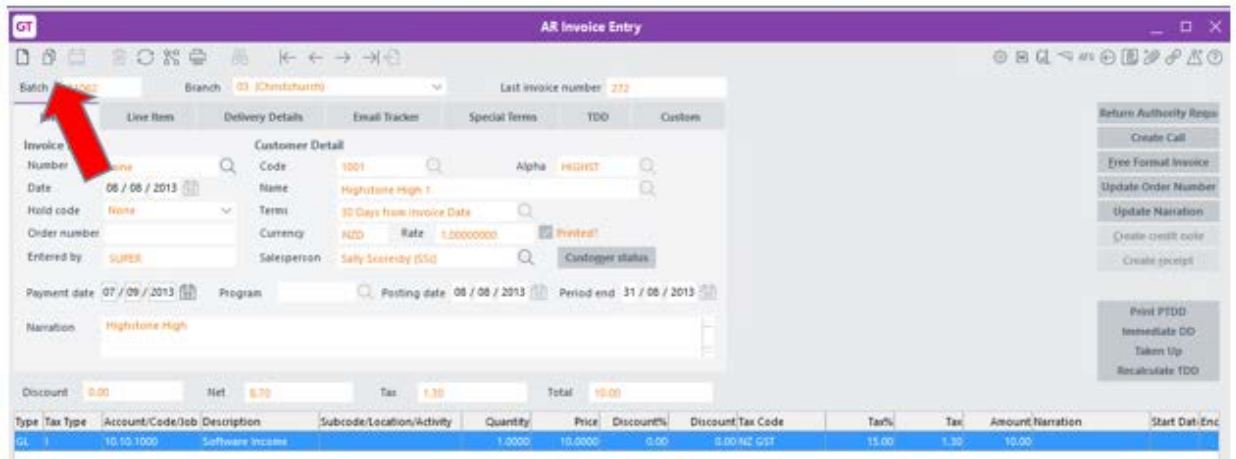 GT AR Invoice Entry
Batch Branch 03 (Christchurch) Last invoice number 272
Line Item Delivery Details Email Tracker Special Terms TDD Custom
Return Authority Reque
Create Call
Free Format Invoice
Update Order Number
Update Narration
Create credit note
Create receipt
Print PTDD
Immediate DD
Taken Up
Recalculate TDD
Invoice Customer Detail
Number Code 1001 Alpha HIGHST
Date 08 / 08 / 2013 Name Highstone High 1
Hold code None Terms 30 Days from Invoice Date
Order number Currency NZD Rate 1.00000000 Printed?
Entered by SUPER Salesperson Sally Scoresby (SSc) Customer status
Payment date 07 / 09 / 2013 Program Posting date 08 / 08 / 2013 Period end 31 / 08 / 2013
Narration Highstone High
Discount 0.00 Net 8.70 Tax 1.30 Total 10.00
Type Tax Type Account/Code/Job Description Subcode/Location/Activity Quantity Price Discount% Discount Tax Code Tax% Tax Amount Narration Start Dat Enc
GL 1 10.10.1000 Software Income 1.0000 10.0000 0.00 0.00 NZ GST 15.00 1.30 10.00